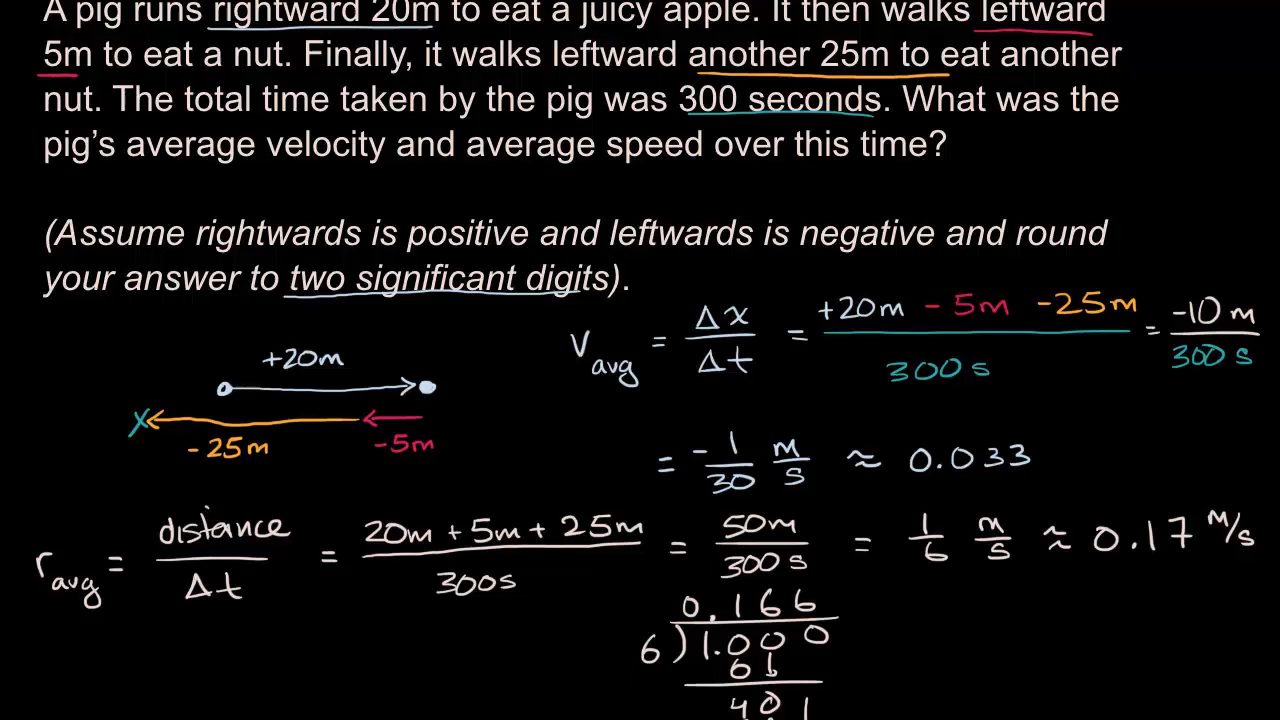 A pig runs rightward 20m to eat a juicy apple. It then walks leftward
5m to eat a nut. Finally, it walks leftward another 25m to eat another
nut. The total time taken by the pig was 300 seconds. What was the
pig’s average velocity and average speed over this time?
(Assume rightwards is positive and leftwards is negative and round
your answer to two significant digits).
+20m
X
-25m
-5m
Vavg = Δx/Δt = +20m - 5m -25m / 300 s = -10 m / 300 s
= -1/30 m/s ≈ 0.033
ravg = distance/Δt = 20m + 5m + 25m / 300s = 50m / 300 s = 1/6 m/s ≈ 0.17 m/s
0.166
6)1.000
6
40